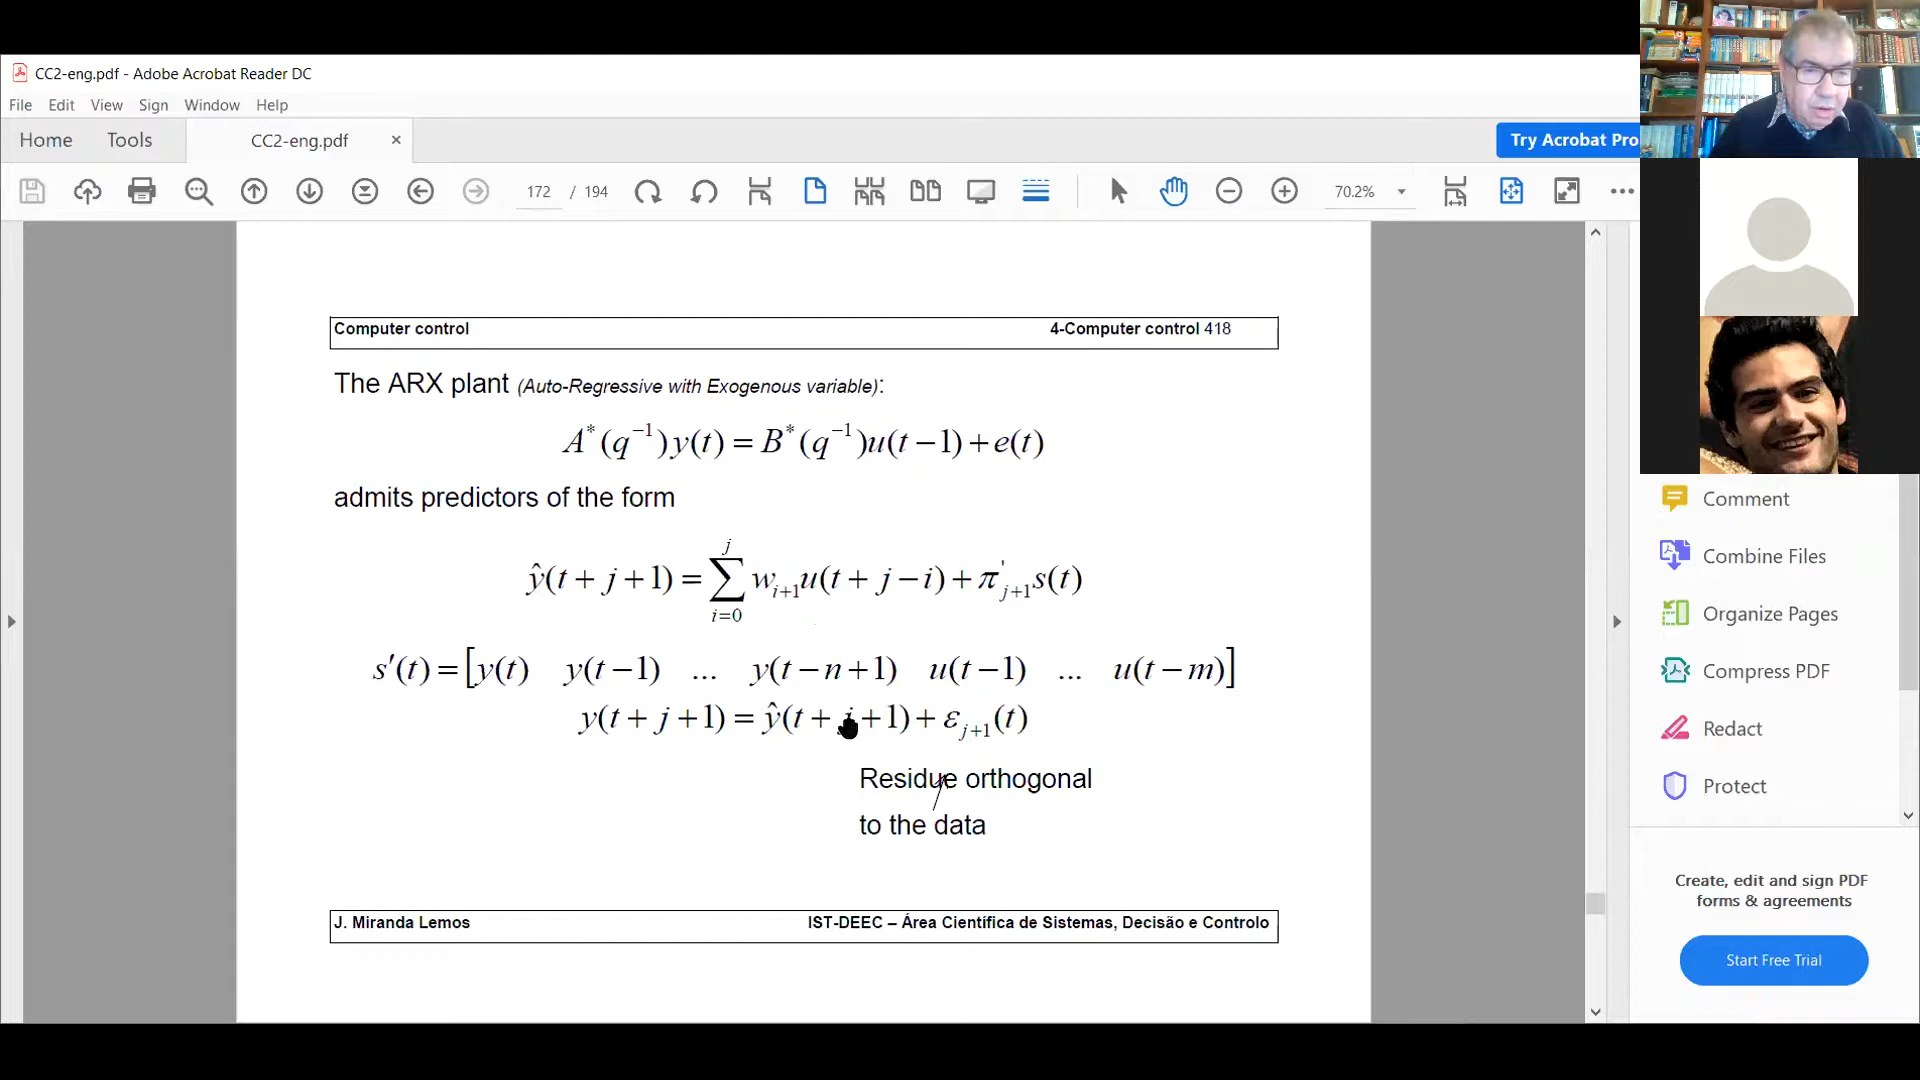 CC2-eng.pdf - Adobe Acrobat Reader DC
File Edit View Sign Window Help
Home Tools CC2-eng.pdf × Try Acrobat Pro
172 / 194 70.2%
Computer control 4-Computer control 418
The ARX plant (Auto-Regressive with Exogenous variable):
A*(q⁻¹)y(t) = B*(q⁻¹)u(t−1)+e(t)
admits predictors of the form
ŷ(t+j+1) = ∑_{i=0}^{j} w_{i+1}u(t+j−i)+π'_{j+1}s(t)
s′(t) = [y(t) y(t−1) ... y(t−n+1) u(t−1) ... u(t−m)]
y(t+j+1) = ŷ(t+j+1)+ε_{j+1}(t)
Residue orthogonal
to the data
J. Miranda Lemos IST-DEEC – Área Científica de Sistemas, Decisão e Controlo
Comment
Combine Files
Organize Pages
Compress PDF
Redact
Protect
Create, edit and sign PDF
forms & agreements
Start Free Trial